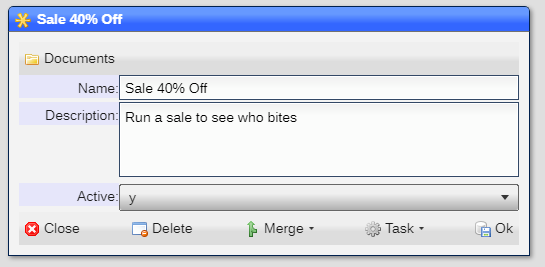 Sale 40% Off
Documents
Name: Sale 40% Off
Description: Run a sale to see who bites
Active: y
Close Delete Merge Task Ok